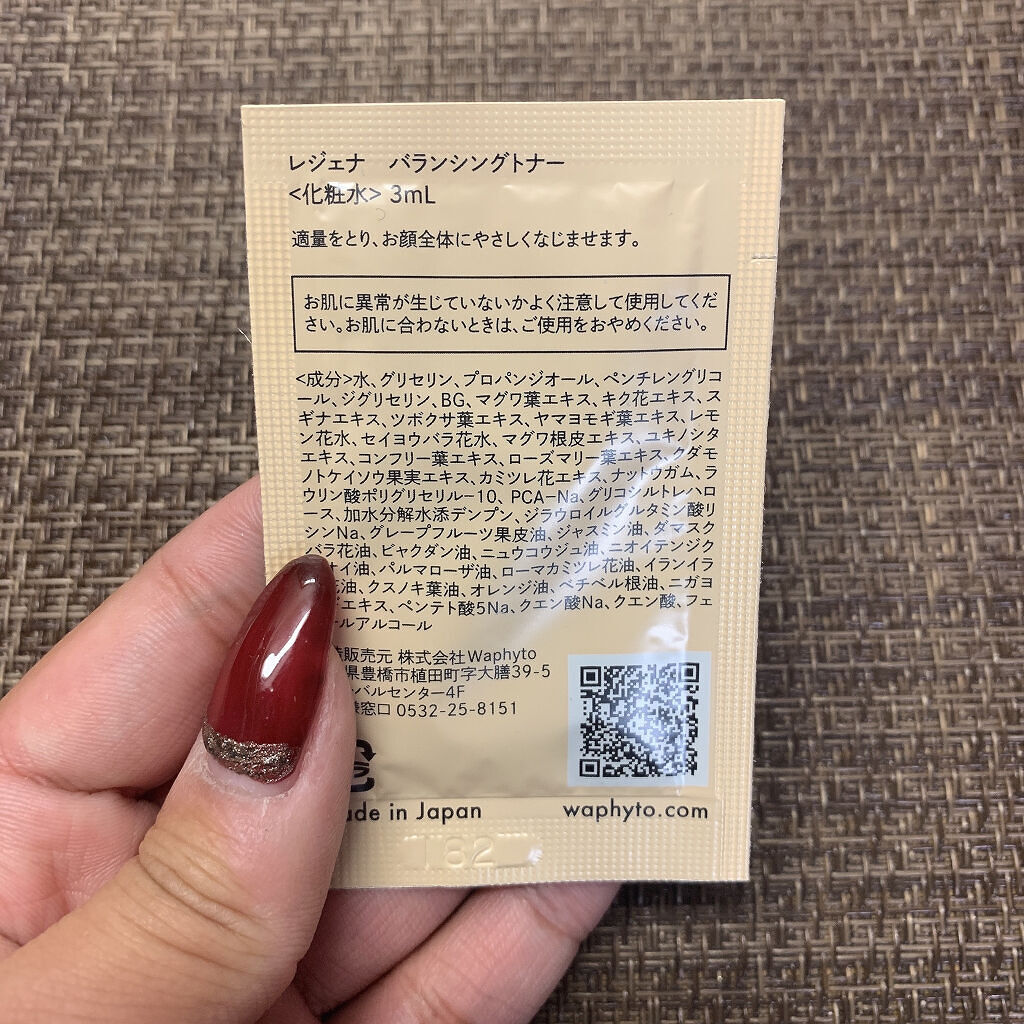 レジェナ　バランシングトナー
<化粧水> 3mL
適量をとり、お顔全体にやさしくなじませます。
お肌に異常が生じていないかよく注意して使用してくだ
さい。お肌に合わないときは、ご使用をおやめください。
<成分>水、グリセリン、プロパンジオール、ペンチレングリコ
ール、ジグリセリン、BG、マグワ葉エキス、キク花エキス、ス
ギナエキス、ツボクサ葉エキス、ヤマヨモギ葉エキス、レモ
ン花水、セイヨウバラ花水、マグワ根皮エキス、ユキノシタ
エキス、コンフリー葉エキス、ローズマリー葉エキス、クダモ
ノトケイソウ果実エキス、カミツレ花エキス、ナットウガム、ラ
ウリン酸ポリグリセリル-10、PCA-Na、グリコシルトレハロ
ース、加水分解水添デンプン、ジラウロイルグルタミン酸リ
シンNa、グレープフルーツ果皮油、ジャスミン油、ダマスク
バラ花油、ビャクダン油、ニュウコウジュ油、ニオイテンジク
アオイ油、パルマローザ油、ローマカミツレ花油、イランイラ
花油、クスノキ葉油、オレンジ油、ベチベル根油、ニガヨ
エキス、ペンテト酸5Na、クエン酸Na、クエン酸、フェ
ールアルコール
販売元 株式会社Waphyto
県豊橋市植田町字大膳39-5
バルセンター4F
窓口 0532-25-8151
プラ
de in Japan
waphyto.com
T82